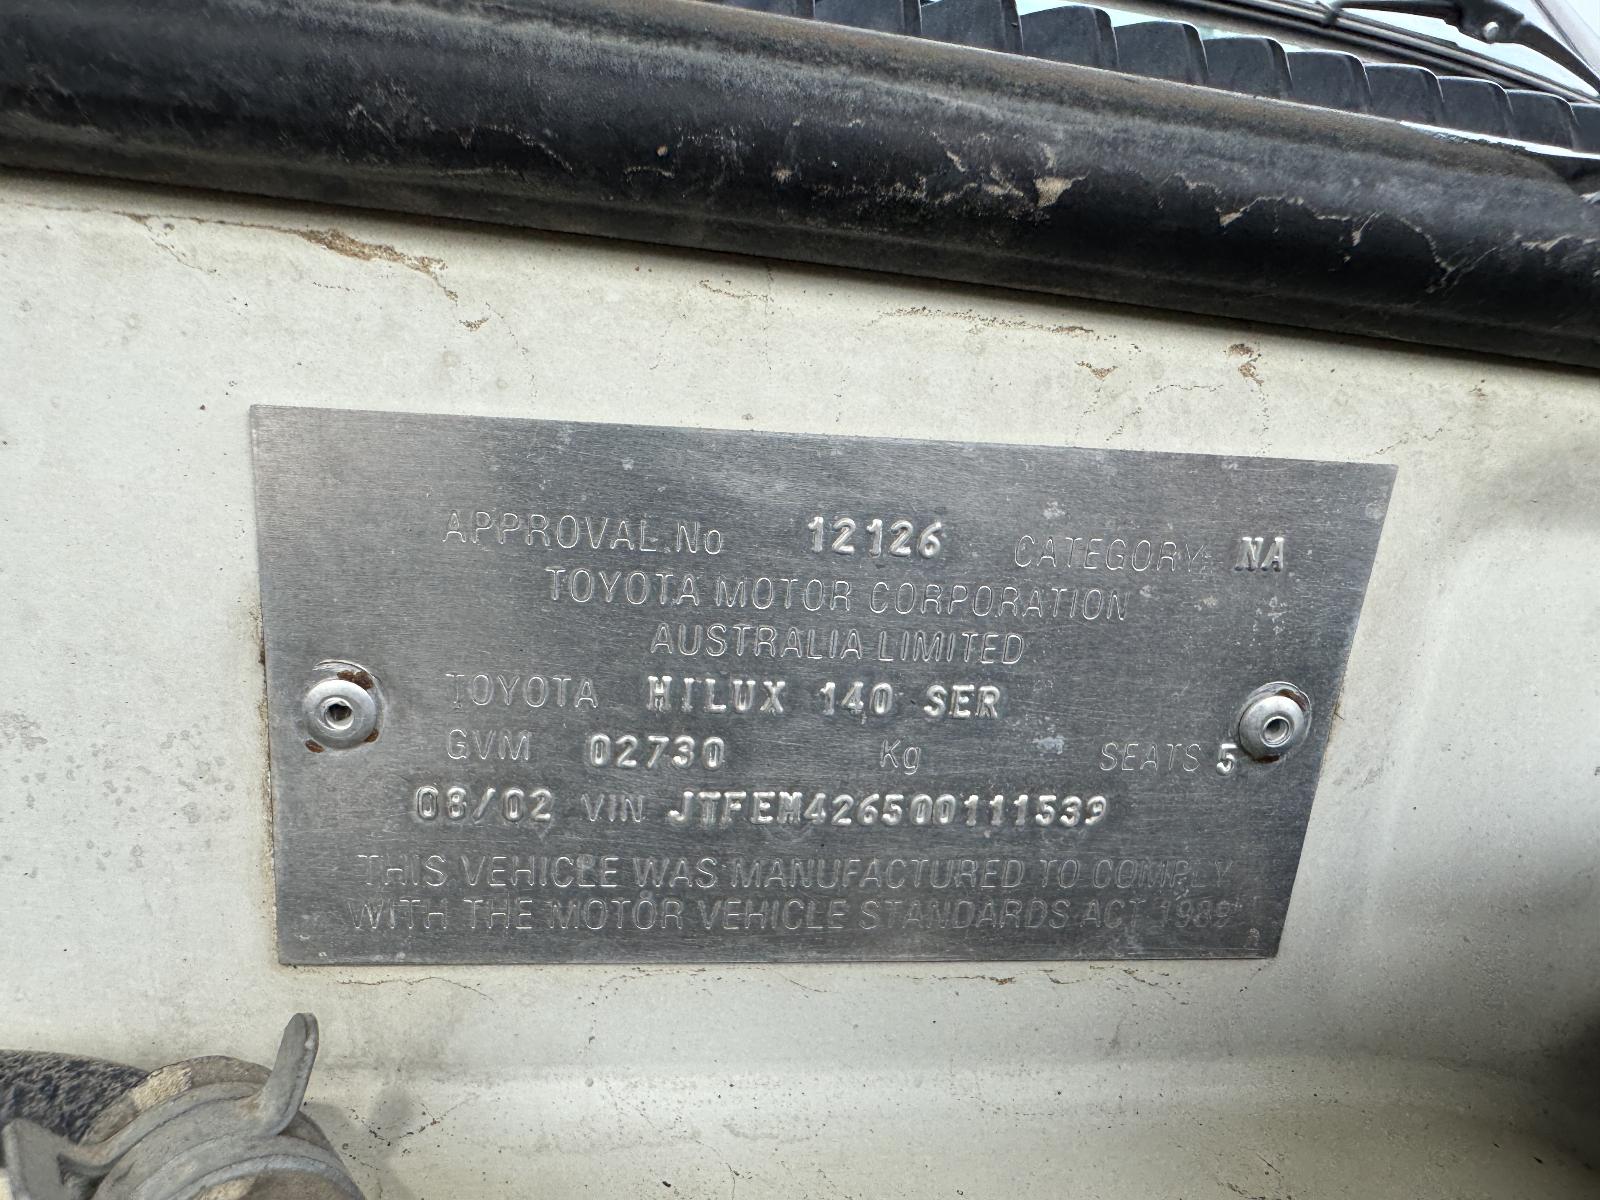 APPROVAL.No 12126 CATEGORY NA
TOYOTA MOTOR CORPORATION
AUSTRALIA LIMITED
TOYOTA HILUX 140 SER
GVM 02730 Kg SEATS 5
08/02 VIN JTFEM426500111539
THIS VEHICLE WAS MANUFACTURED TO COMPLY
WITH THE MOTOR VEHICLE STANDARDS ACT 1989